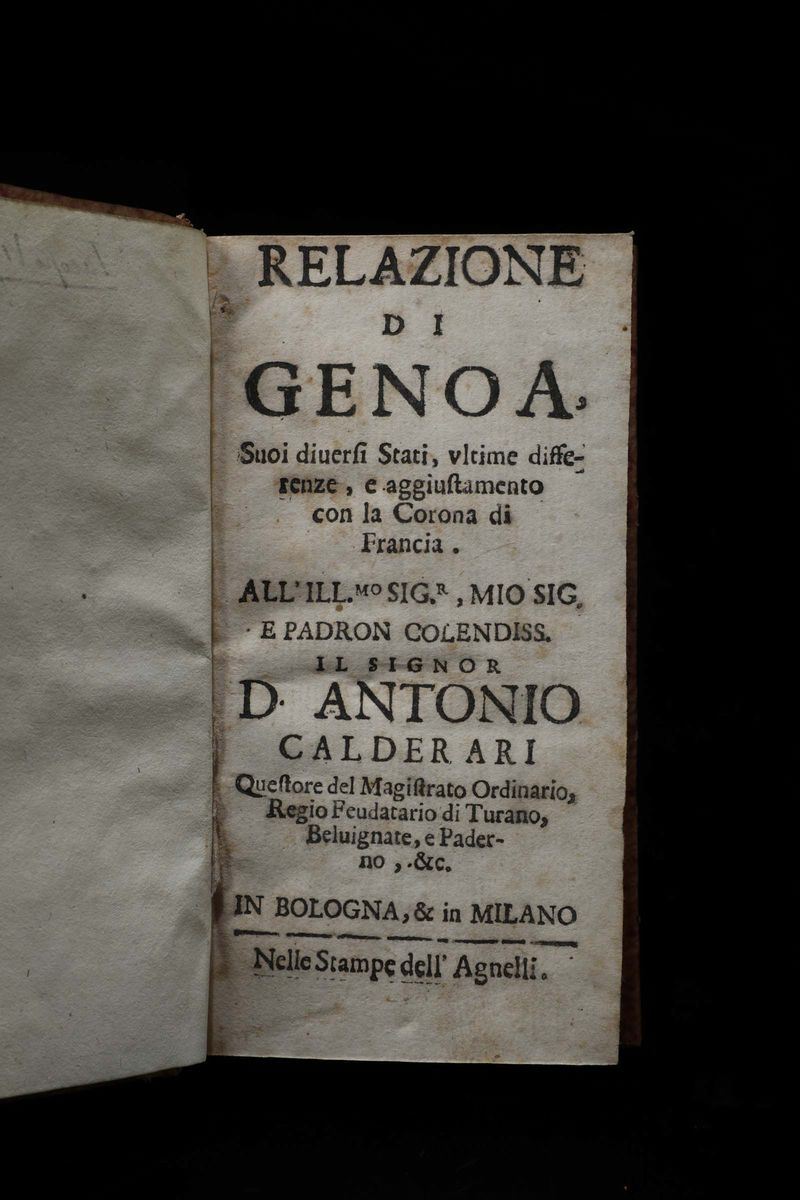 RELAZIONE
DI
GENOA,
Suoi diuerſi Stati, vltime diffe-
renze, e aggiuſtamento
con la Corona di
Francia.
ALL'ILL.MO SIG.R, MIO SIG.
E PADRON COLENDISS.
IL SIGNOR
D. ANTONIO
CALDERARI
Queſtore del Magiſtrato Ordinario,
Regio Feudatario di Turano,
Beluignate, e Pader-
no, &c.
IN BOLOGNA, & in MILANO
Nelle Stampe dell' Agnelli.